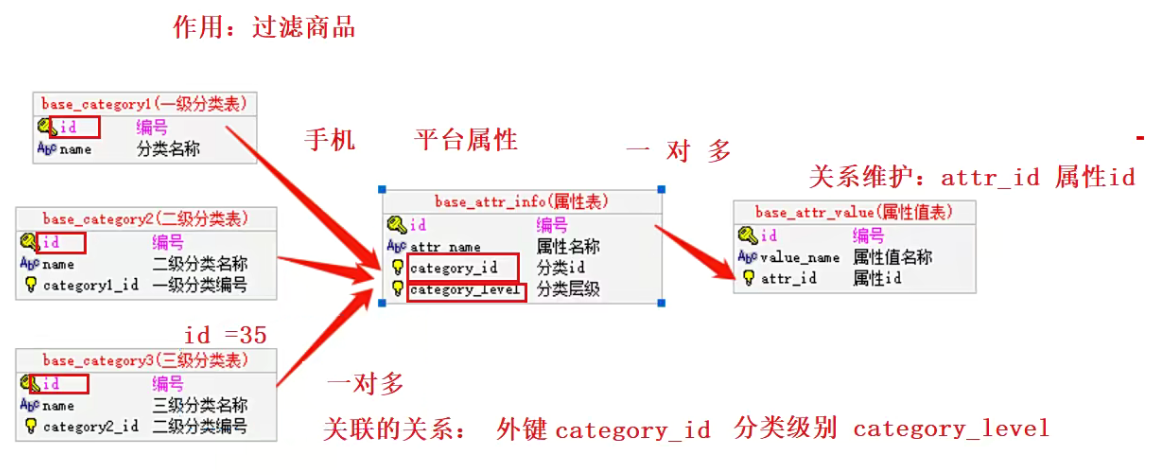 作用：过滤商品
base_category1(一级分类表)
id 编号
name 分类名称
手机 平台属性
一 对 多
关系维护：attr_id 属性id
base_category2(二级分类表)
id 编号
name 二级分类名称
category1_id 一级分类编号
base_attr_info(属性表)
id 编号
attr_name 属性名称
category_id 分类id
category_level 分类层级
base_attr_value(属性值表)
id 编号
value_name 属性值名称
attr_id 属性id
id =35
base_category3(三级分类表)
id 编号
name 三级分类名称
category2_id 二级分类编号
一对多
关联的关系： 外键 category_id 分类级别 category_level